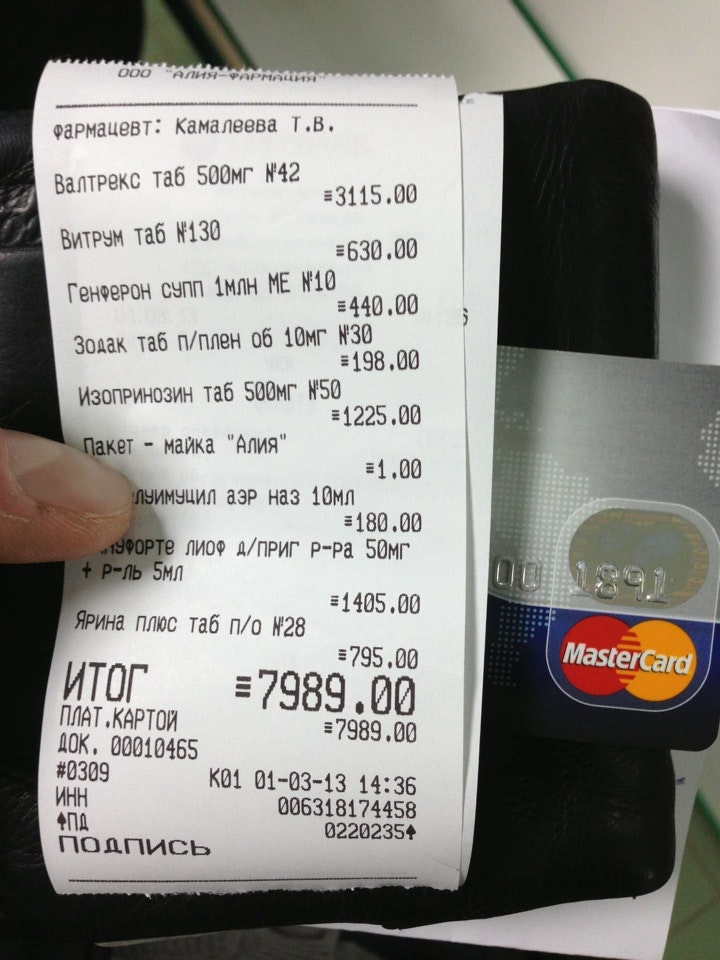 ООО "АЛИЯ-ФАРМАЦИЯ"
фармацевт: Камалеева Т.В.
Валтрекс таб 500мг №42
≡3115.00
Витрум таб №130
≡630.00
Генферон супп 1млн МЕ №10
≡440.00
Зодак таб п/плен об 10мг №30
≡198.00
Изопринозин таб 500мг №50
≡1225.00
Пакет - майка "Алия"
≡1.00
аэр наз 10мл
≡180.00
лиоф д/приг р-ра 50мг
+ р-ль 5мл
≡1405.00
Ярина плюс таб п/о №28
≡795.00
ИТОГ ≡7989.00
ПЛАТ.КАРТОЙ ≡7989.00
ДОК. 00010465
#0309 К01 01-03-13 14:36
ИНН 006318174458
♠ПД 0220235♠
ПОДПИСЬ
00 1891
MasterCard